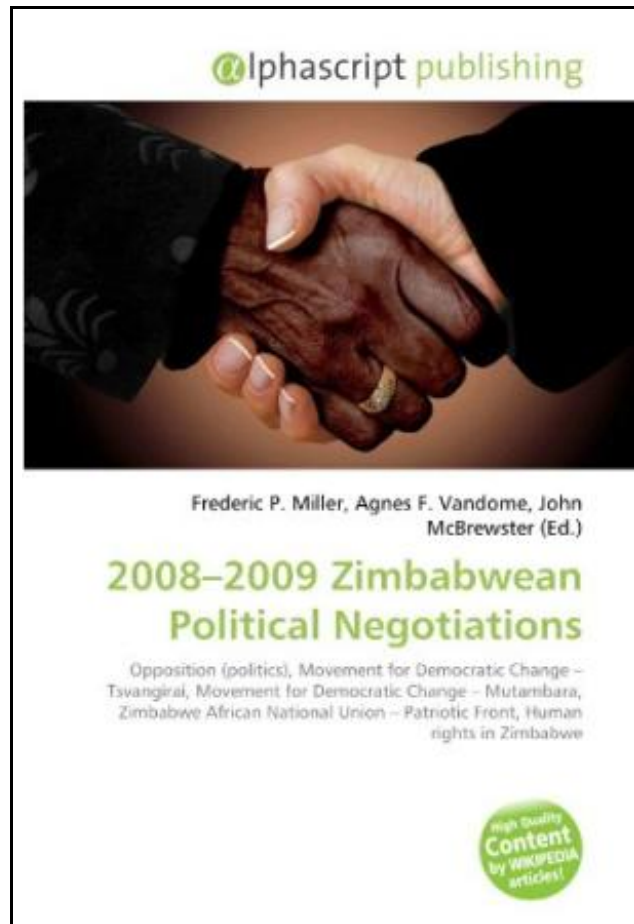 alphascript publishing
Frederic P. Miller, Agnes F. Vandome, John
McBrewster (Ed.)
2008–2009 Zimbabwean
Political Negotiations
Opposition (politics), Movement for Democratic Change –
Tsvangirai, Movement for Democratic Change – Mutambara,
Zimbabwe African National Union – Patriotic Front, Human
rights in Zimbabwe
High Quality
Content
by WIKIPEDIA
articles!